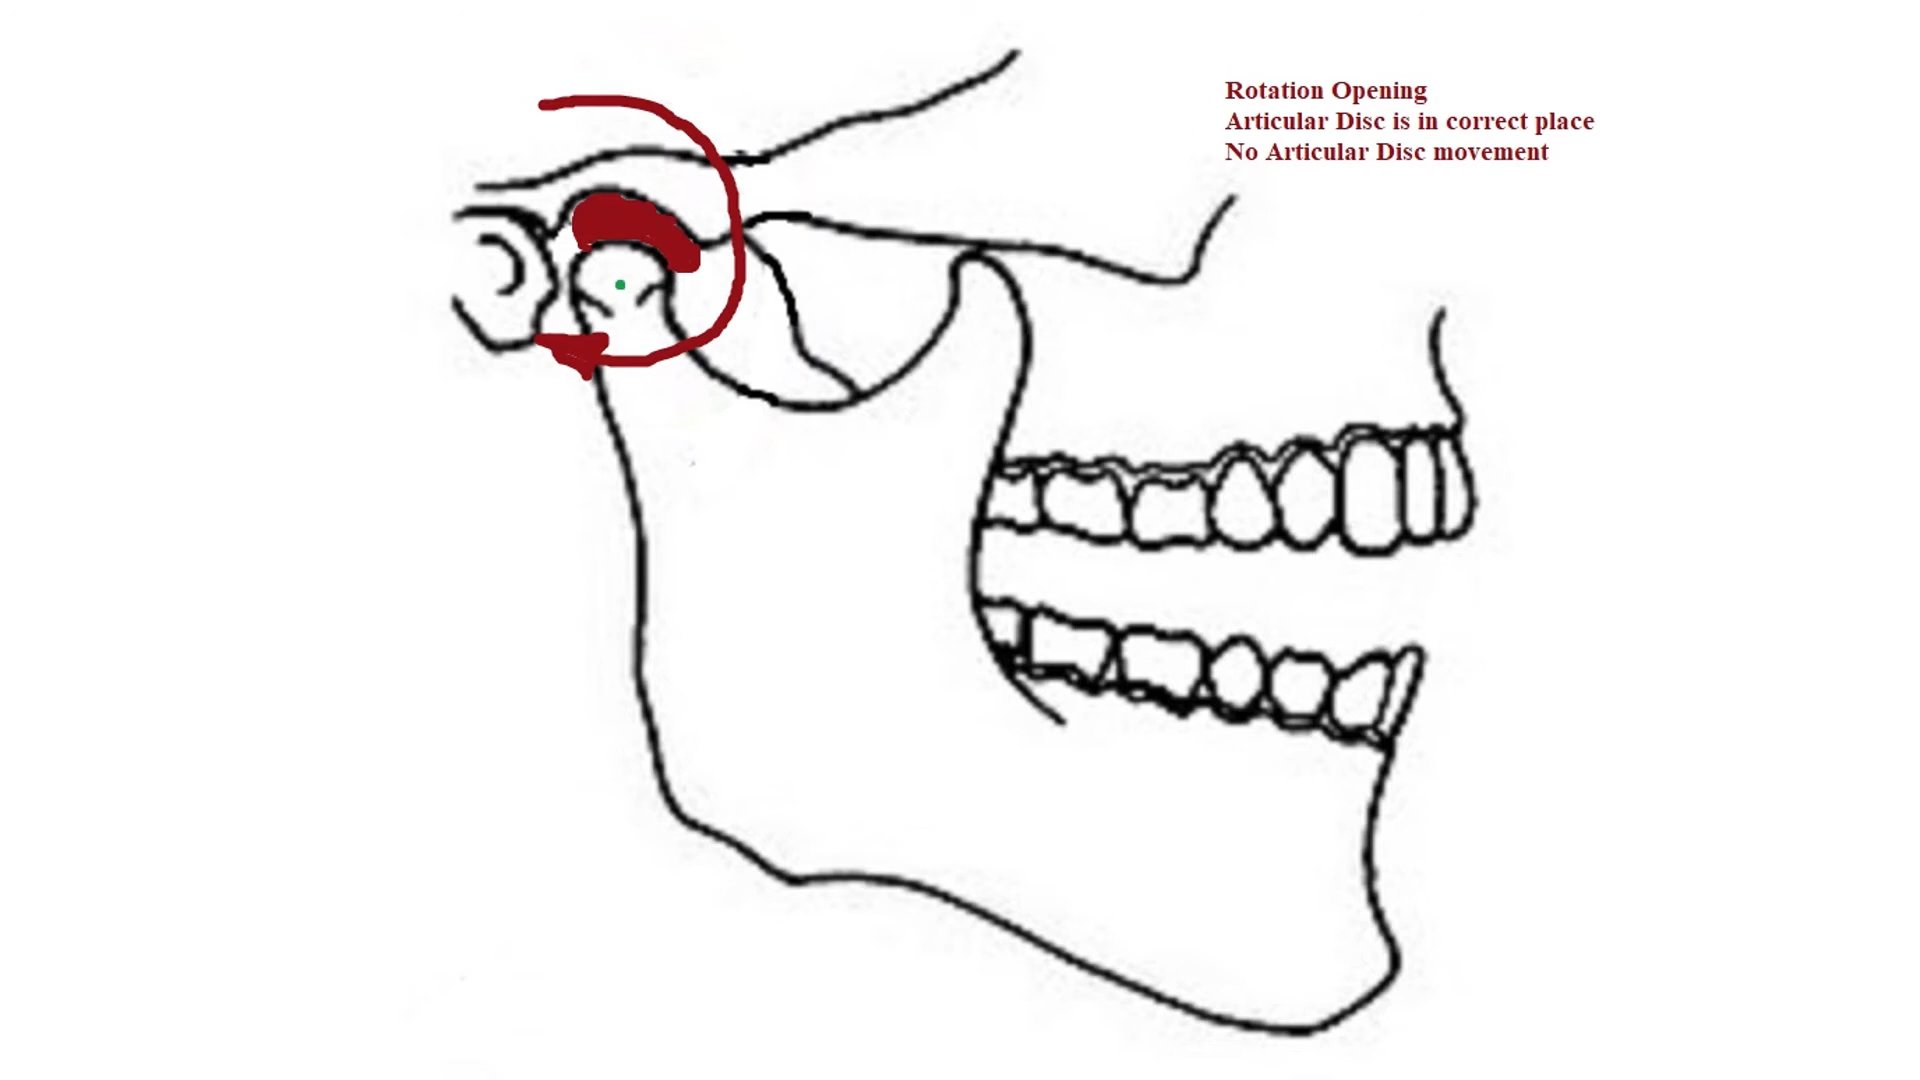 Rotation Opening
Articular Disc is in correct place
No Articular Disc movement